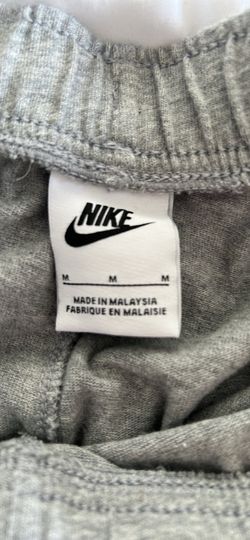 NIKE
M M M
MADE IN MALAYSIA
FABRIQUE EN MALAISIE